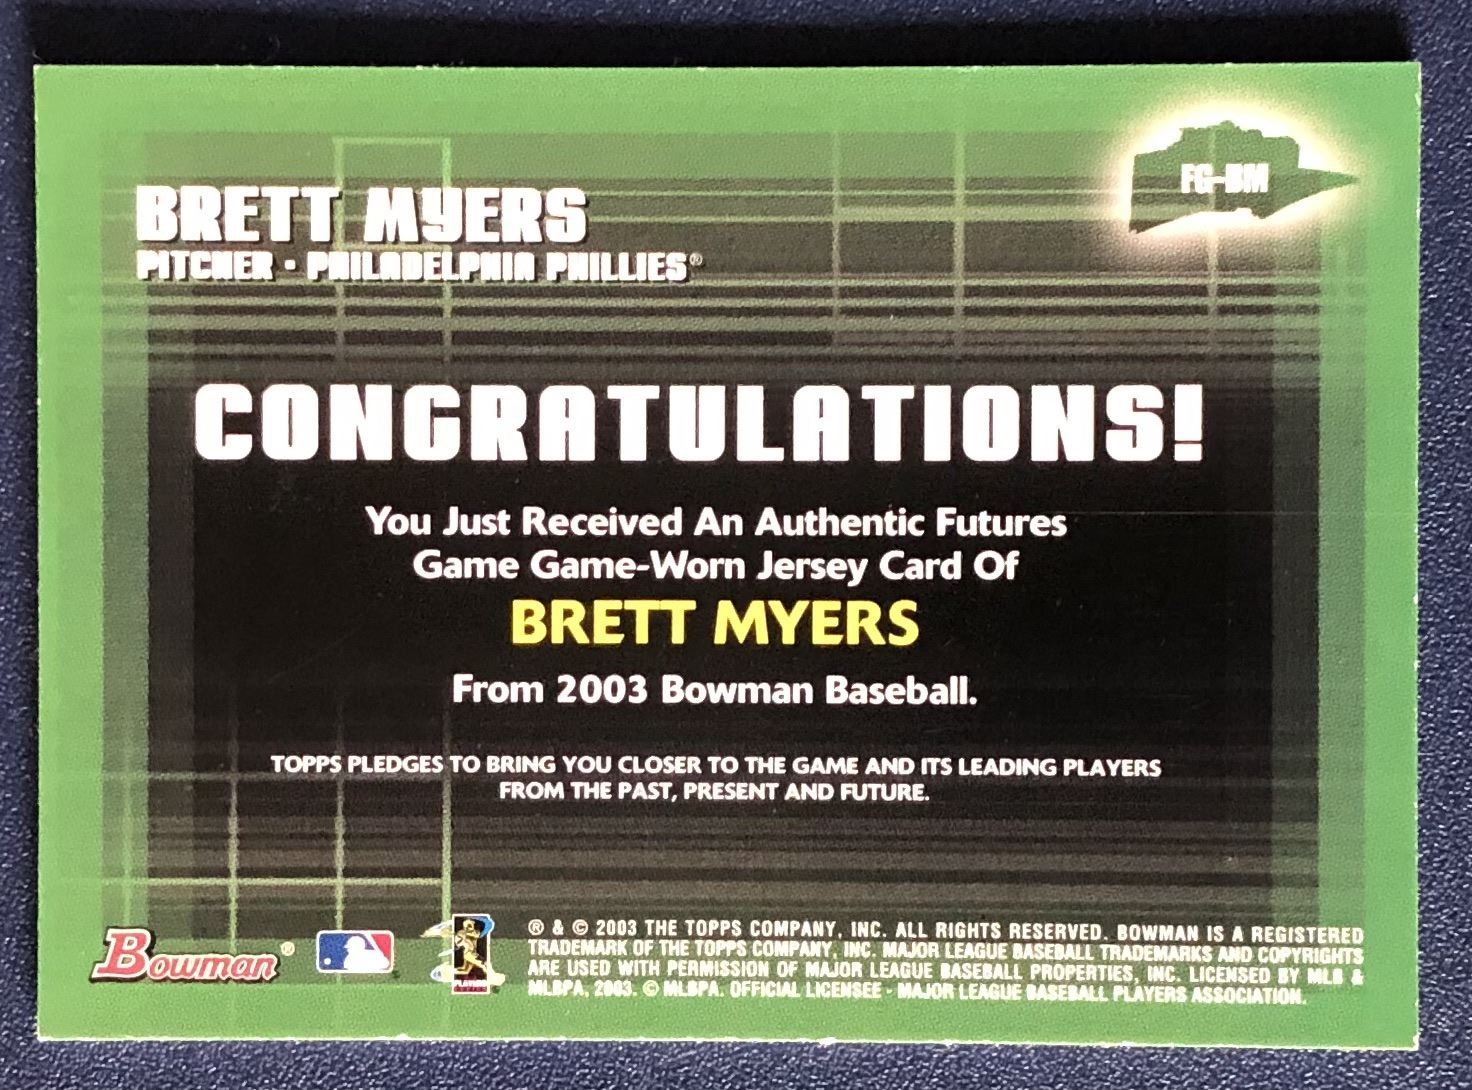 FG-BM
BRETT MYERS
PITCHER · PHILADELPHIA PHILLIES®
CONGRATULATIONS!
You Just Received An Authentic Futures
Game Game-Worn Jersey Card Of
BRETT MYERS
From 2003 Bowman Baseball.
TOPPS PLEDGES TO BRING YOU CLOSER TO THE GAME AND ITS LEADING PLAYERS
FROM THE PAST, PRESENT AND FUTURE.
Bowman®
® & © 2003 THE TOPPS COMPANY, INC. ALL RIGHTS RESERVED. BOWMAN IS A REGISTERED
TRADEMARK OF THE TOPPS COMPANY, INC. MAJOR LEAGUE BASEBALL TRADEMARKS AND COPYRIGHTS
ARE USED WITH PERMISSION OF MAJOR LEAGUE BASEBALL PROPERTIES, INC. LICENSED BY MLB &
MLBPA, 2003. © MLBPA. OFFICIAL LICENSEE - MAJOR LEAGUE BASEBALL PLAYERS ASSOCIATION.